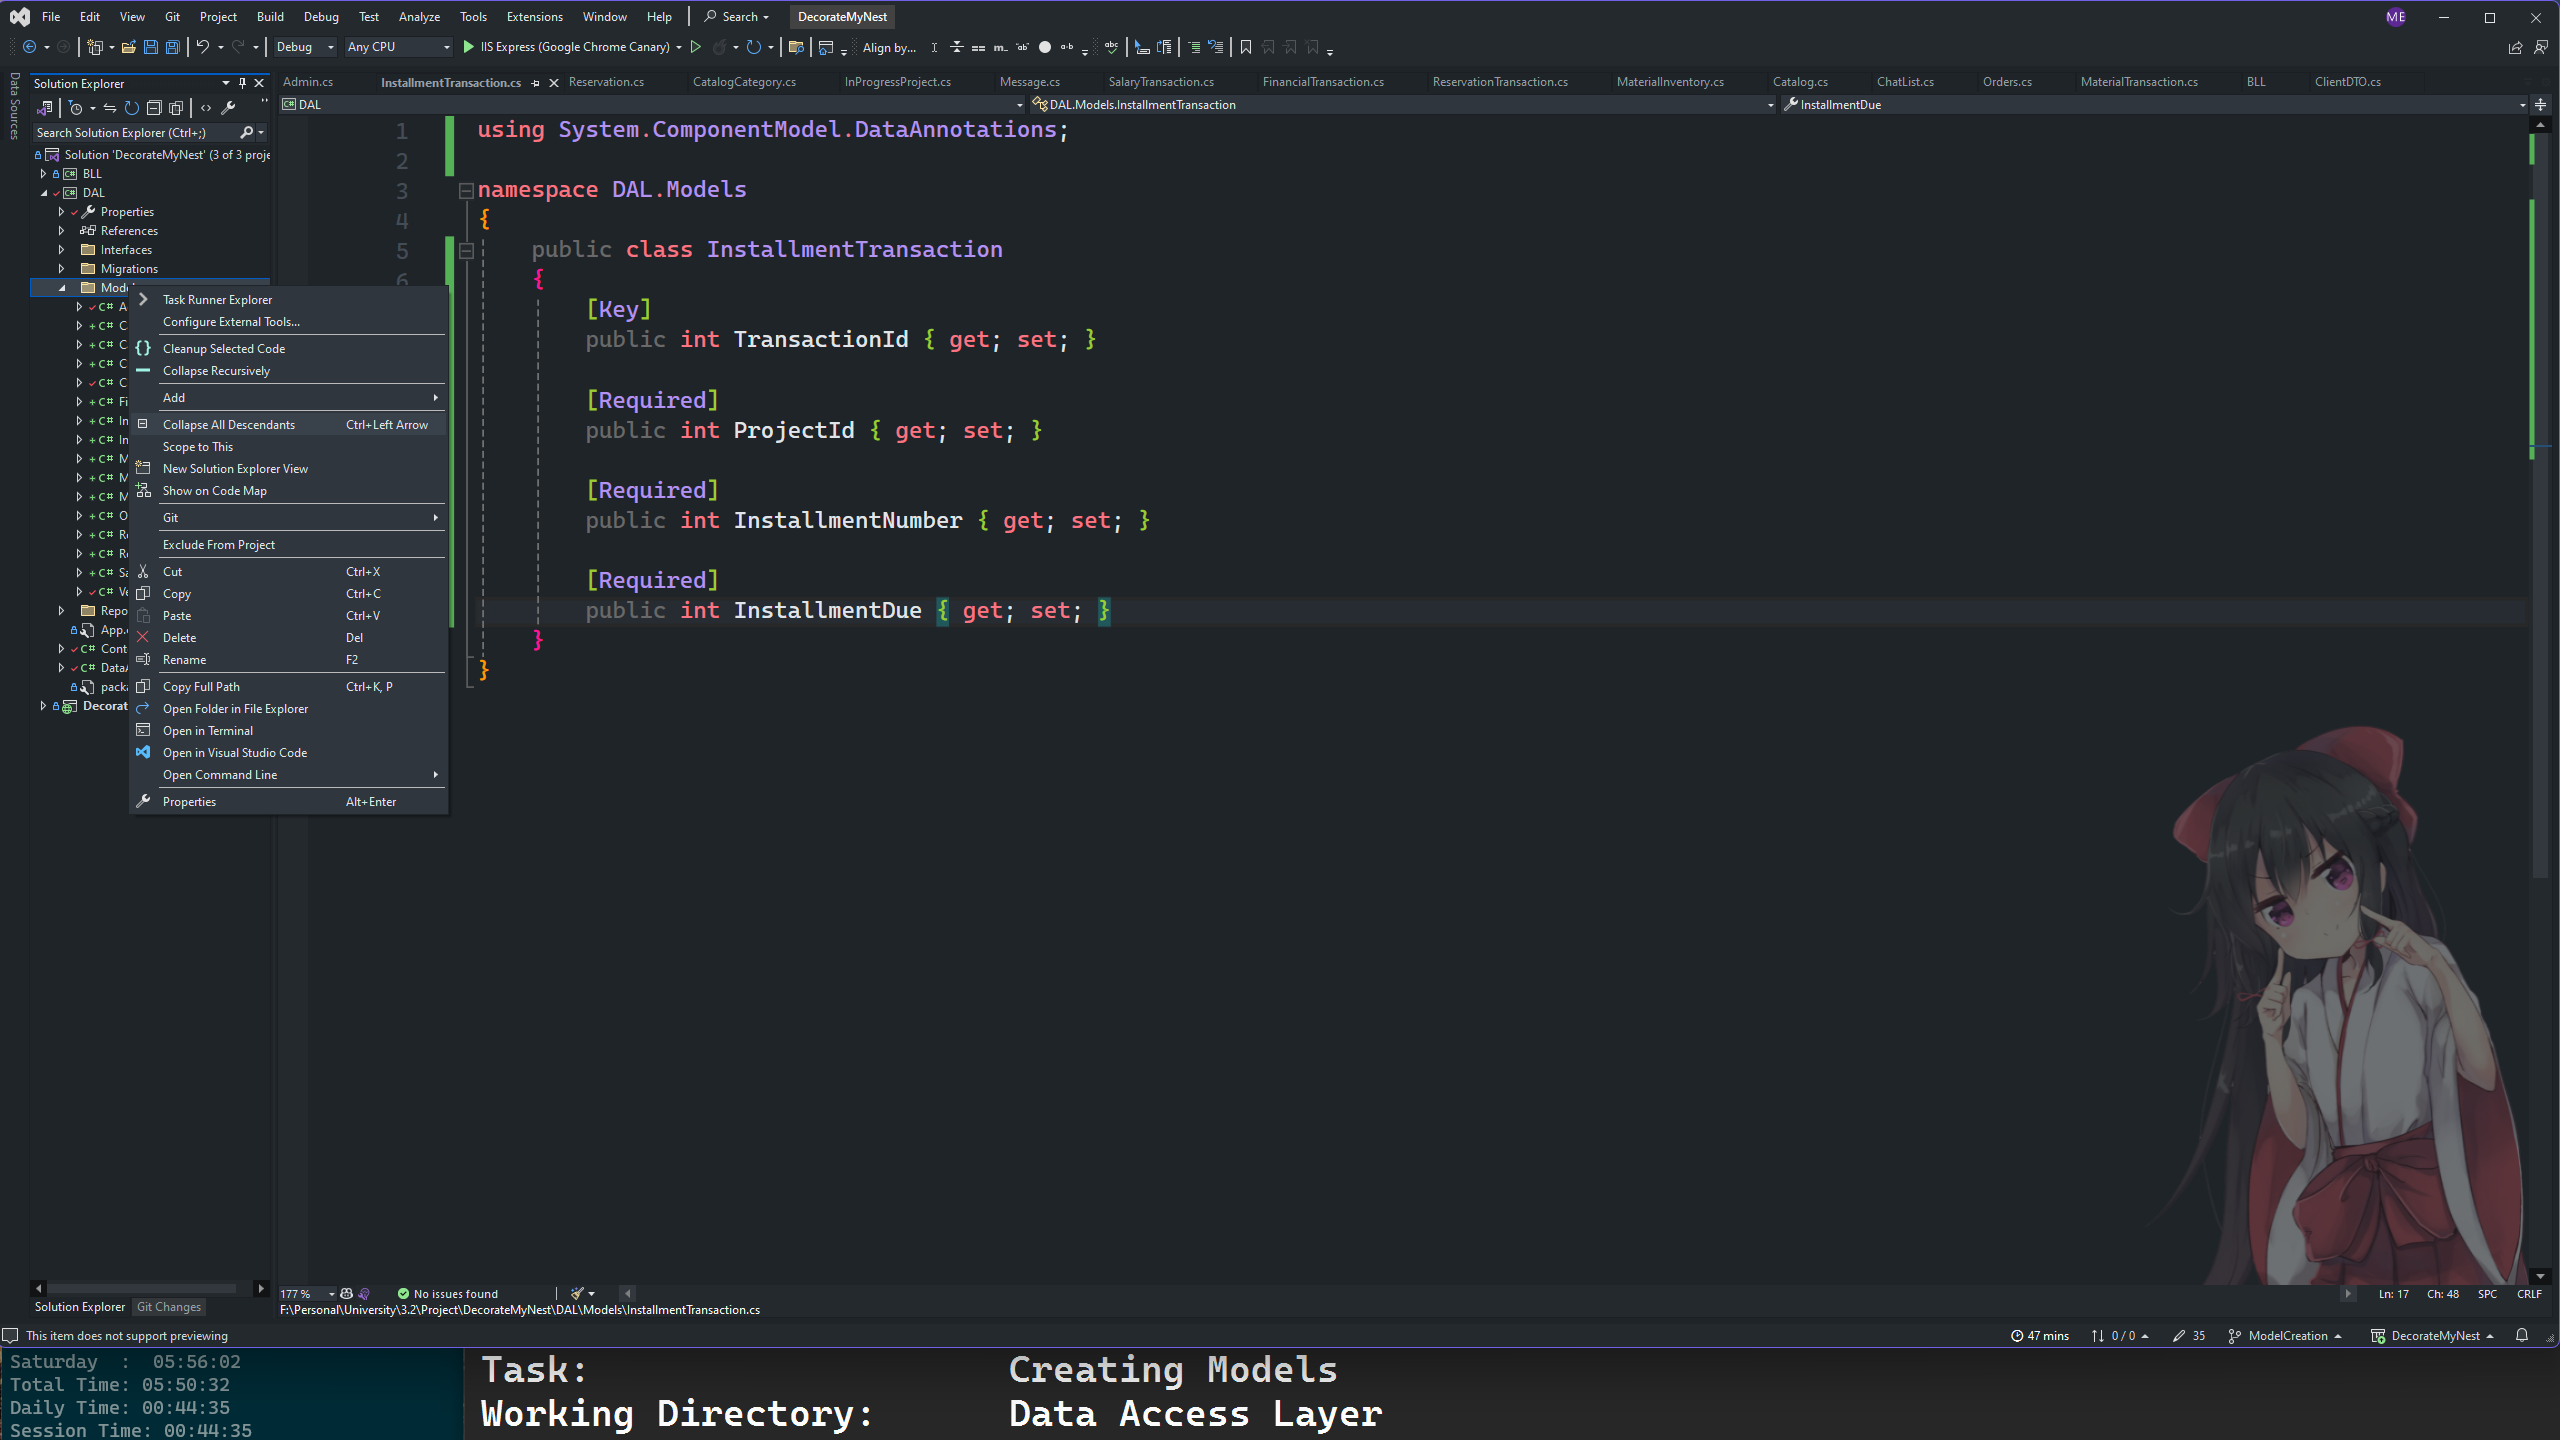 File Edit View Git Project Build Debug Test Analyze Tools Extensions Window Help Search DecorateMyNest ME
Debug Any CPU IIS Express (Google Chrome Canary) Align by...
Data Sources
Solution Explorer
Search Solution Explorer (Ctrl+;)
Solution 'DecorateMyNest' (3 of 3 proje
BLL
DAL
Properties
References
Interfaces
Migrations
Mode
Repo
App.
Cont
DataA
packa
Decorat
Task Runner Explorer
Configure External Tools...
Cleanup Selected Code
Collapse Recursively
Add
Collapse All Descendants Ctrl+Left Arrow
Scope to This
New Solution Explorer View
Show on Code Map
Git
Exclude From Project
Cut Ctrl+X
Copy Ctrl+C
Paste Ctrl+V
Delete Del
Rename F2
Copy Full Path Ctrl+K, P
Open Folder in File Explorer
Open in Terminal
Open in Visual Studio Code
Open Command Line
Properties Alt+Enter
Admin.cs InstallmentTransaction.cs Reservation.cs CatalogCategory.cs InProgressProject.cs Message.cs SalaryTransaction.cs FinancialTransaction.cs ReservationTransaction.cs MaterialInventory.cs Catalog.cs ChatList.cs Orders.cs MaterialTransaction.cs BLL ClientDTO.cs
DAL DAL.Models.InstallmentTransaction InstallmentDue
1 using System.ComponentModel.DataAnnotations;
2
3 namespace DAL.Models
4 {
5 public class InstallmentTransaction
6 {
[Key]
public int TransactionId { get; set; }
[Required]
public int ProjectId { get; set; }
[Required]
public int InstallmentNumber { get; set; }
[Required]
public int InstallmentDue { get; set; }
}
}
177 % No issues found Ln: 17 Ch: 48 SPC CRLF
Solution Explorer Git Changes
F:\Personal\University\3.2\Project\DecorateMyNest\DAL\Models\InstallmentTransaction.cs
This item does not support previewing 47 mins 0 / 0 35 ModelCreation DecorateMyNest
Saturday : 05:56:02
Total Time: 05:50:32
Daily Time: 00:44:35
Session Time: 00:44:35
Task: Creating Models
Working Directory: Data Access Layer